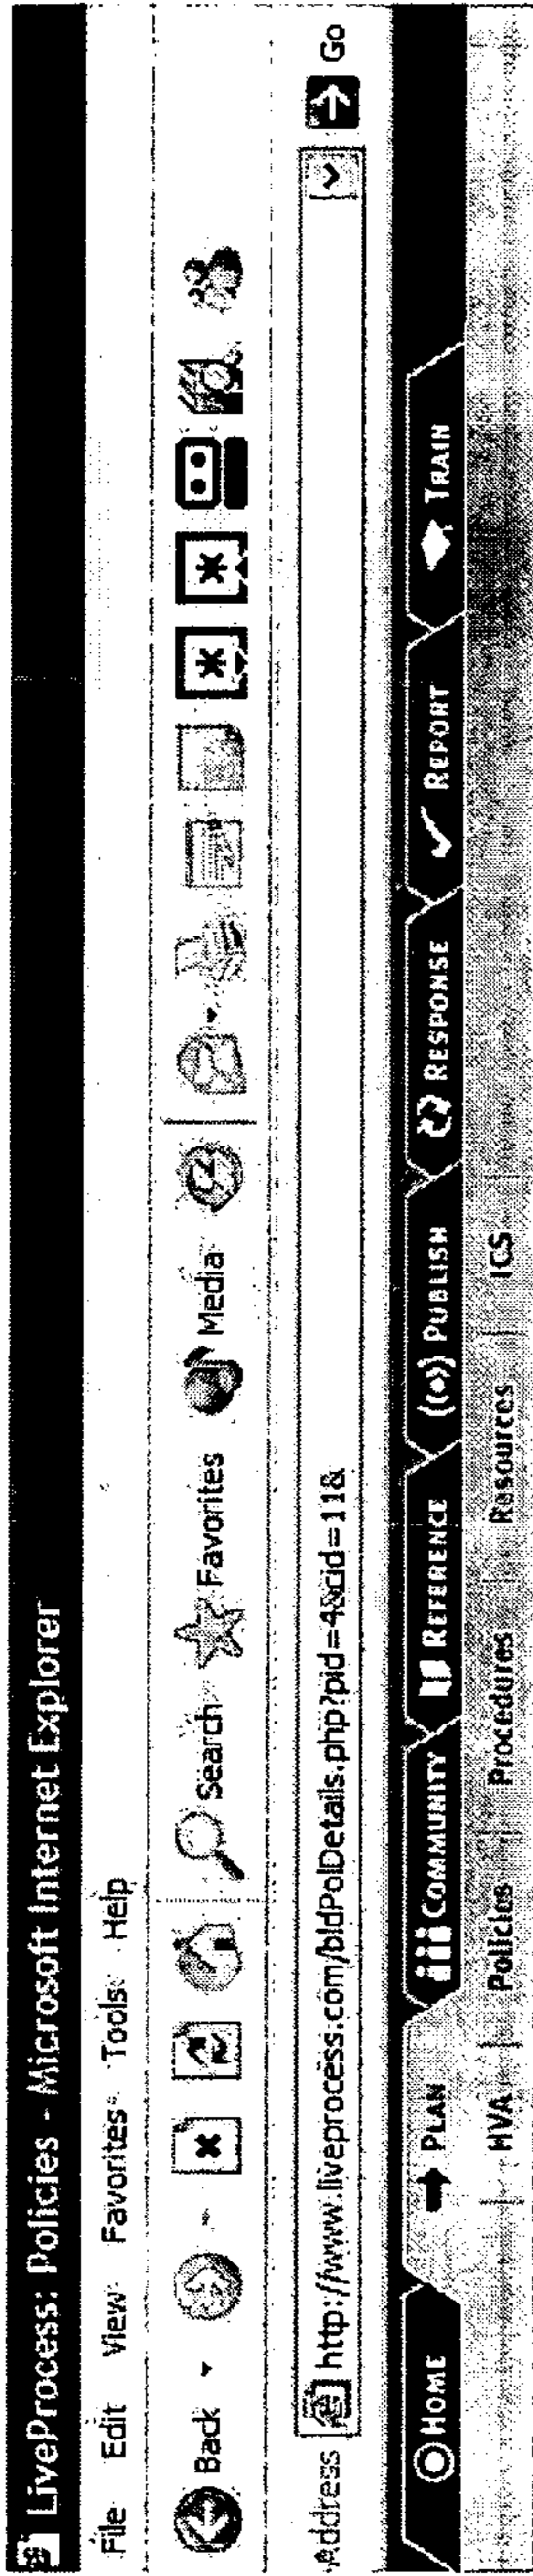 LiveProcess: Policies - Microsoft Internet Explorer
File Edit View Favorites Tools Help
Back Search Favorites Media
Address http://www.liveprocess.com/bldPolDetails.php?pid=4&cid=11& Go
HOME PLAN COMMUNITY REFERENCE PUBLISH RESPONSE REPORT TRAIN
HVA Policies Procedures Resources ICS